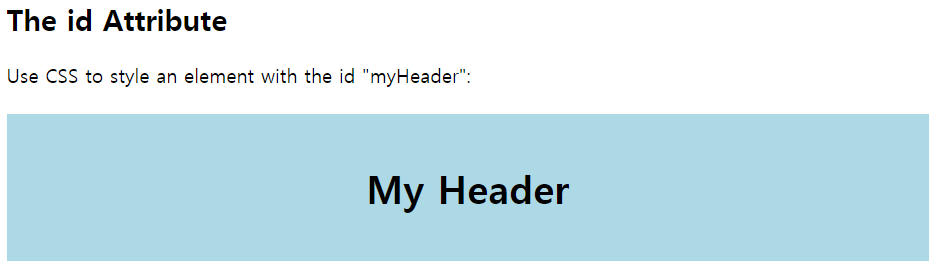 The id Attribute
Use CSS to style an element with the id "myHeader":
My Header